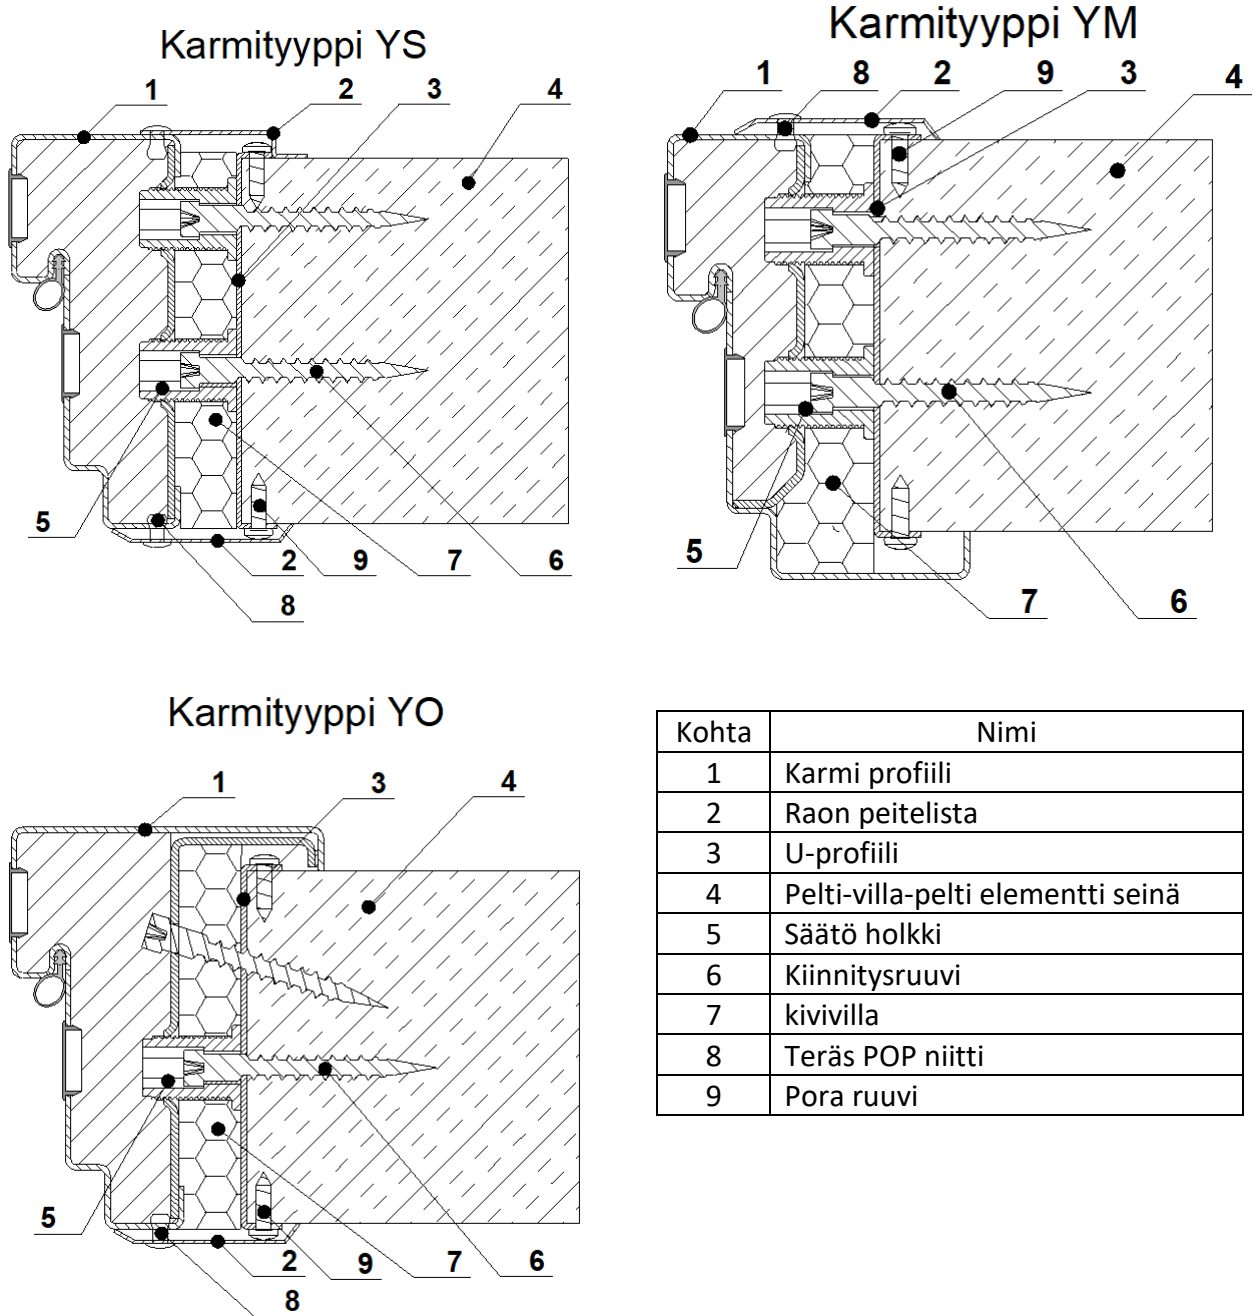 Karmityyppi YS
1
2
3
4
5
2
9
7
6
8
Karmityyppi YM
1
8
2
9
3
4
5
7
6
Karmityyppi YO
1
3
4
5
2
9
7
6
8
Kohta Nimi
1 Karmi profiili
2 Raon peitelista
3 U-profiili
4 Pelti-villa-pelti elementti seinä
5 Säätö holkki
6 Kiinnitysruuvi
7 kivivilla
8 Teräs POP niitti
9 Pora ruuvi